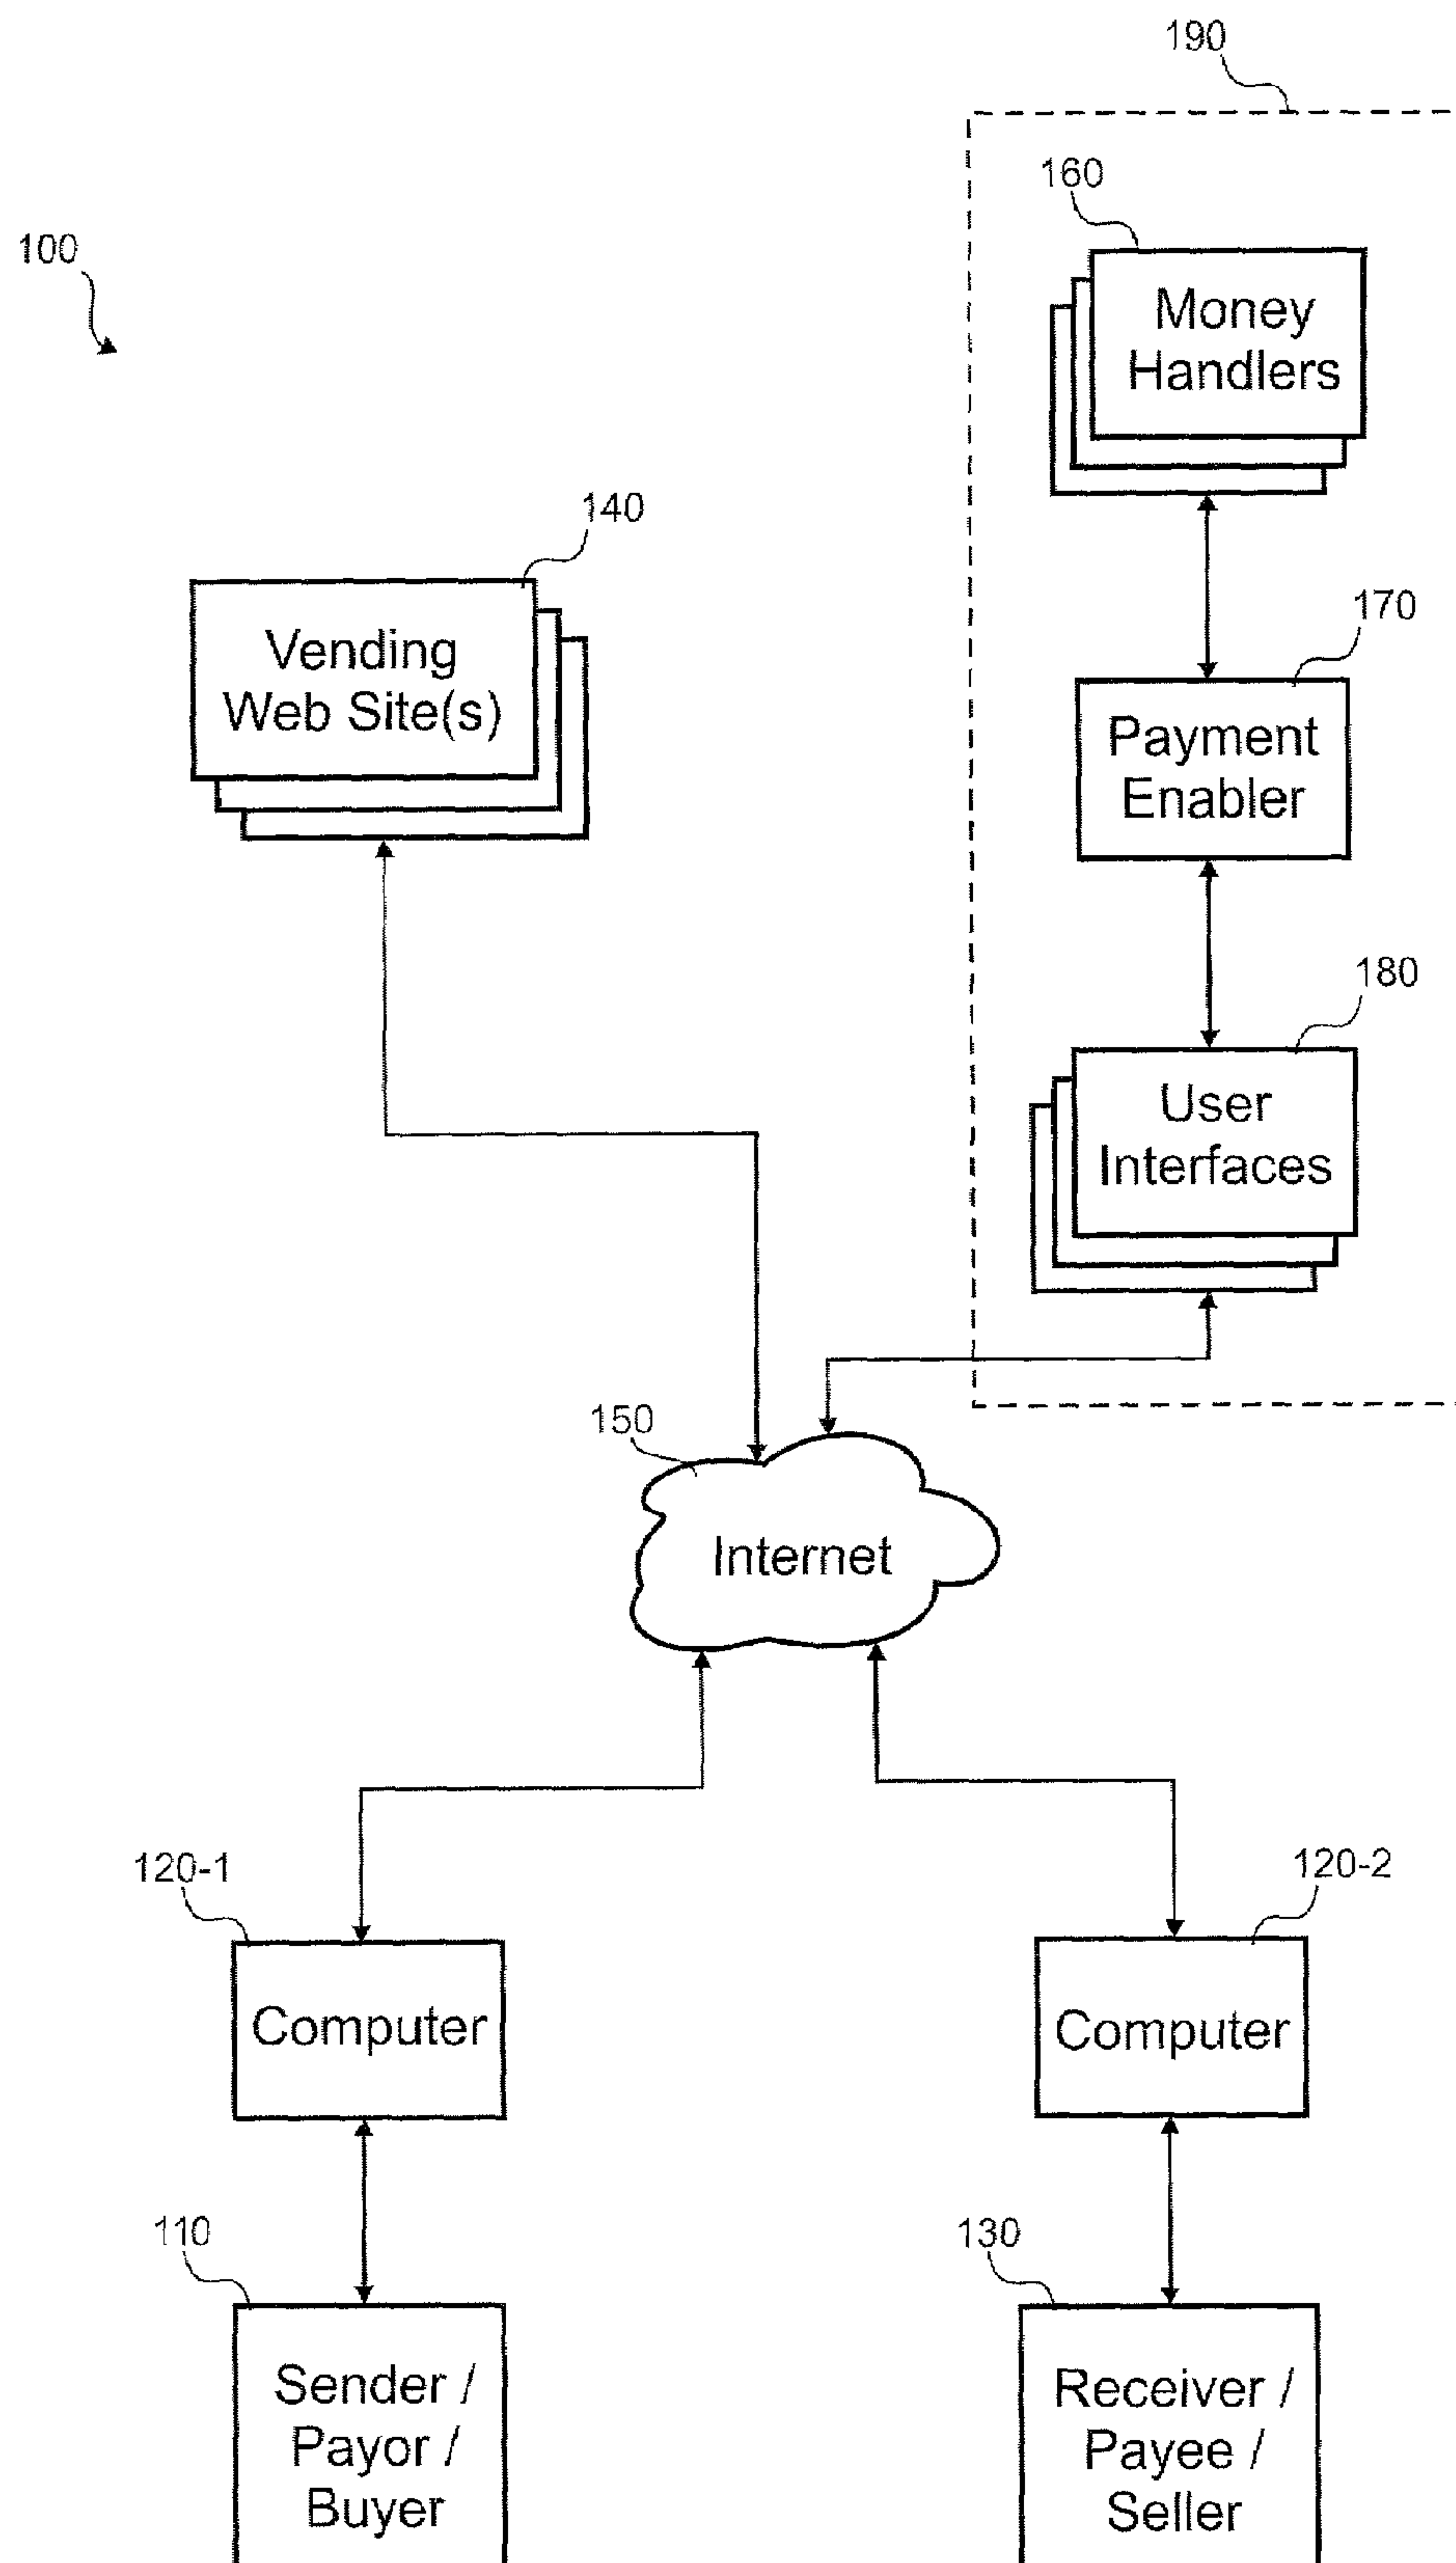 190
160
100
Money
Handlers
140
170
Vending
Web Site(s)
Payment
Enabler
180
User
Interfaces
150
Internet
120-1
120-2
Computer
Computer
110
130
Sender /
Payor /
Buyer
Receiver /
Payee /
Seller